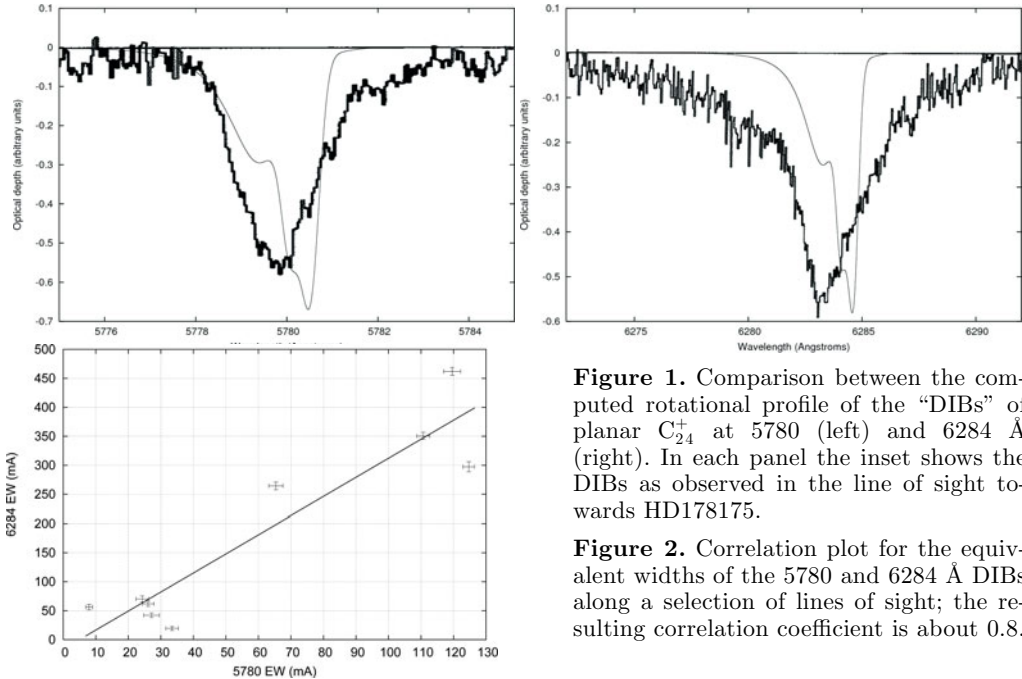 0.1
0
-0.1
-0.2
-0.3
-0.4
-0.5
-0.6
-0.7
Optical depth (arbitrary units)
5776 5778 5780 5782 5784
0.1
0
-0.1
-0.2
-0.3
-0.4
-0.5
-0.6
Optical depth (arbitrary units)
6275 6280 6285 6290
Wavelength (Angstroms)
500
450
400
350
300
250
200
150
100
50
0
6284 EW (mA)
0 10 20 30 40 50 60 70 80 90 100 110 120 130
5780 EW (mA)
Figure 1. Comparison between the com-
puted rotational profile of the “DIBs” of
planar C₂₄⁺ at 5780 (left) and 6284 Å
(right). In each panel the inset shows the
DIBs as observed in the line of sight to-
wards HD178175.
Figure 2. Correlation plot for the equiv-
alent widths of the 5780 and 6284 Å DIBs
along a selection of lines of sight; the re-
sulting correlation coefficient is about 0.8.